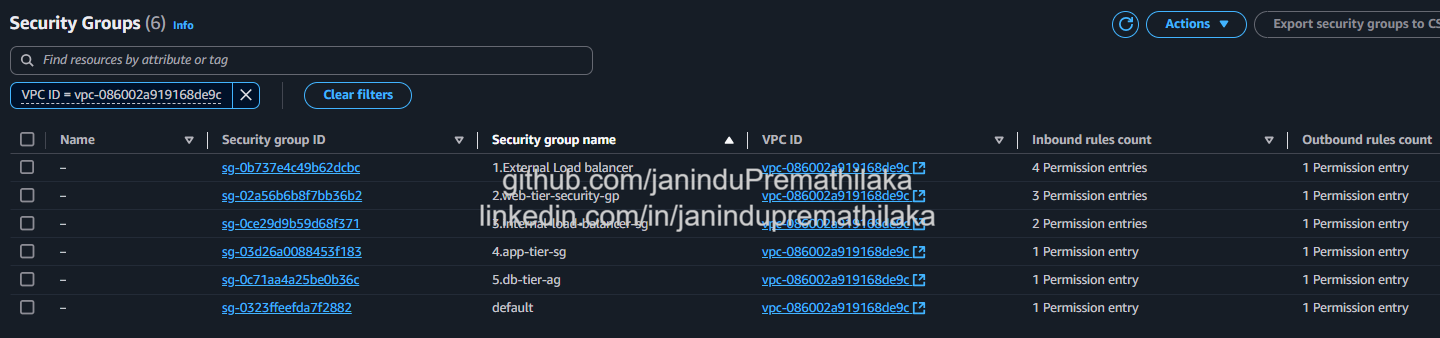 Security Groups (6) Info
Actions
Export security groups to CS
Find resources by attribute or tag
VPC ID = vpc-086002a919168de9c
Clear filters
Name Security group ID Security group name VPC ID Inbound rules count Outbound rules count
– sg-0b737e4c49b62dcbc 1.External Load balancer vpc-086002a919168de9c 4 Permission entries 1 Permission entry
github.com/janinduPremathilaka
– sg-02a56b6b8f7bb36b2 2.web-tier-security-gp vpc-086002a919168de9c 3 Permission entries 1 Permission entry
linkedin.com/in/janindupremathilaka
– sg-0ce29d9b59d68f371 3.internal-load-balancer-sg vpc-086002a919168de9c 2 Permission entries 1 Permission entry
– sg-03d26a0088453f183 4.app-tier-sg vpc-086002a919168de9c 1 Permission entry 1 Permission entry
– sg-0c71aa4a25be0b36c 5.db-tier-ag vpc-086002a919168de9c 1 Permission entry 1 Permission entry
– sg-0323ffeefda7f2882 default vpc-086002a919168de9c 1 Permission entry 1 Permission entry